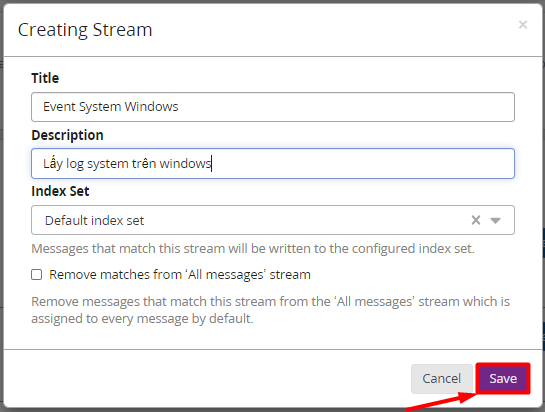 Creating Stream
×
Title
Event System Windows
Description
Lấy log system trên windows
Index Set
Default index set
Messages that match this stream will be written to the configured index set.
Remove matches from ‘All messages’ stream
Remove messages that match this stream from the ‘All messages’ stream which is
assigned to every message by default.
Cancel Save